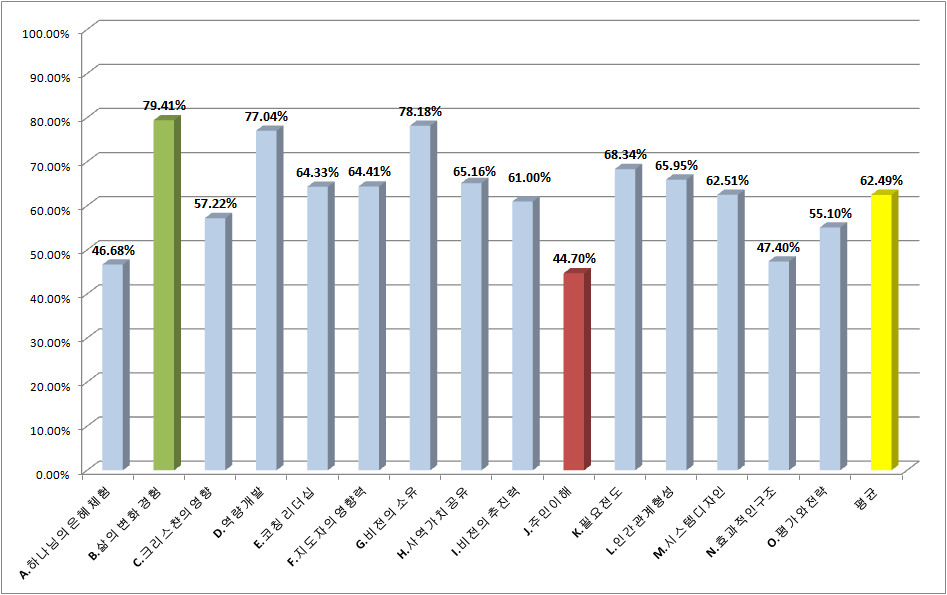 100.00%
90.00%
80.00%
70.00%
60.00%
50.00%
40.00%
30.00%
20.00%
10.00%
0.00%
46.68%
79.41%
57.22%
77.04%
64.33%
64.41%
78.18%
65.16%
61.00%
44.70%
68.34%
65.95%
62.51%
47.40%
55.10%
62.49%
A.하나님의은혜체험
B.삶의변화경험
C.크리스찬의영향
D.역량개발
E.코칭리더십
F.지도자의영향력
G.비전의소유
H.사역가치공유
I.비전의추진력
J.주민이해
K.필요전도
L.인간관계형성
M.시스템디자인
N.효과적인구조
O.평가와전략
평균